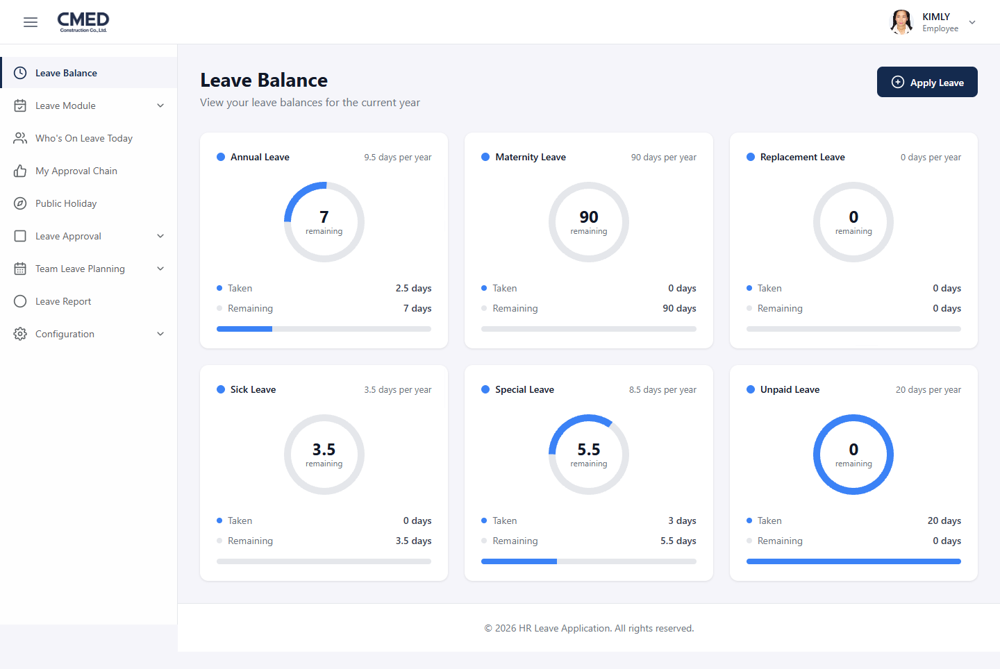 CMED
Construction Co.,Ltd.
KIMLY
Employee
Leave Balance
Leave Module
Who's On Leave Today
My Approval Chain
Public Holiday
Leave Approval
Team Leave Planning
Leave Report
Configuration
Leave Balance
View your leave balances for the current year
Apply Leave
Annual Leave 9.5 days per year
7
remaining
Taken 2.5 days
Remaining 7 days
Maternity Leave 90 days per year
90
remaining
Taken 0 days
Remaining 90 days
Replacement Leave 0 days per year
0
remaining
Taken 0 days
Remaining 0 days
Sick Leave 3.5 days per year
3.5
remaining
Taken 0 days
Remaining 3.5 days
Special Leave 8.5 days per year
5.5
remaining
Taken 3 days
Remaining 5.5 days
Unpaid Leave 20 days per year
0
remaining
Taken 20 days
Remaining 0 days
© 2026 HR Leave Application. All rights reserved.